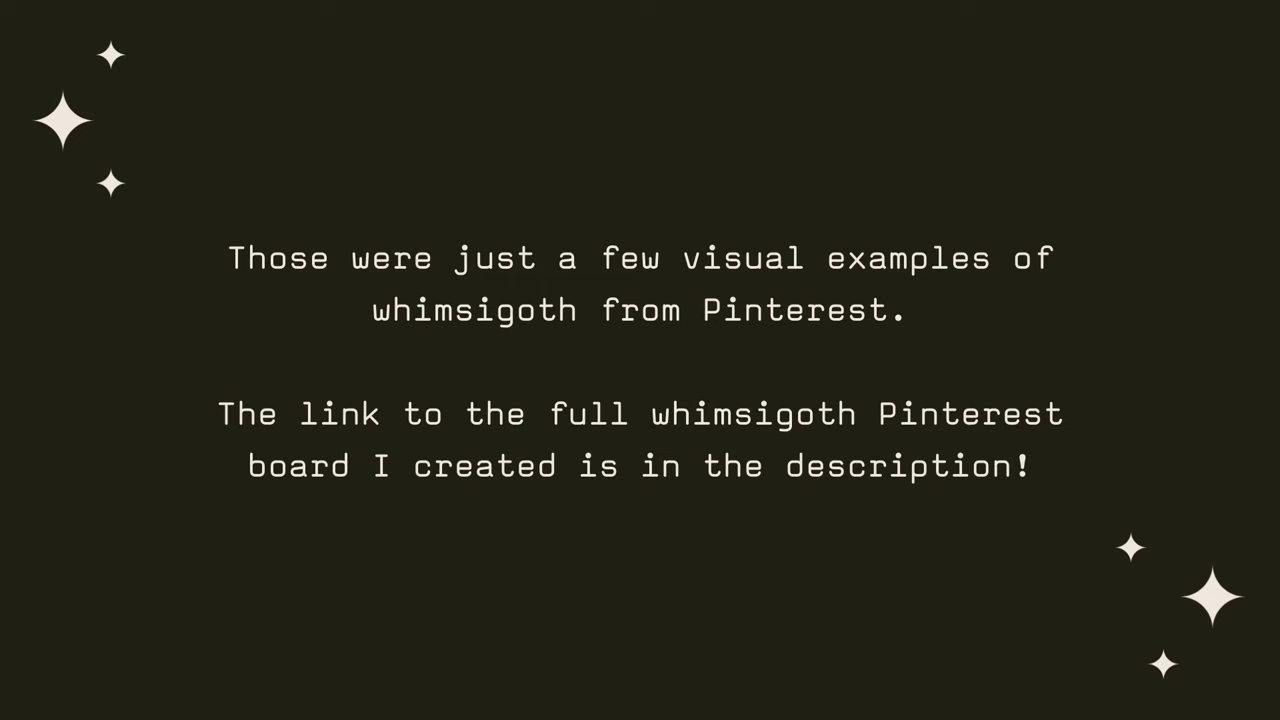 Those were just a few visual examples of
whimsigoth from Pinterest.
The link to the full whimsigoth Pinterest
board I created is in the description!